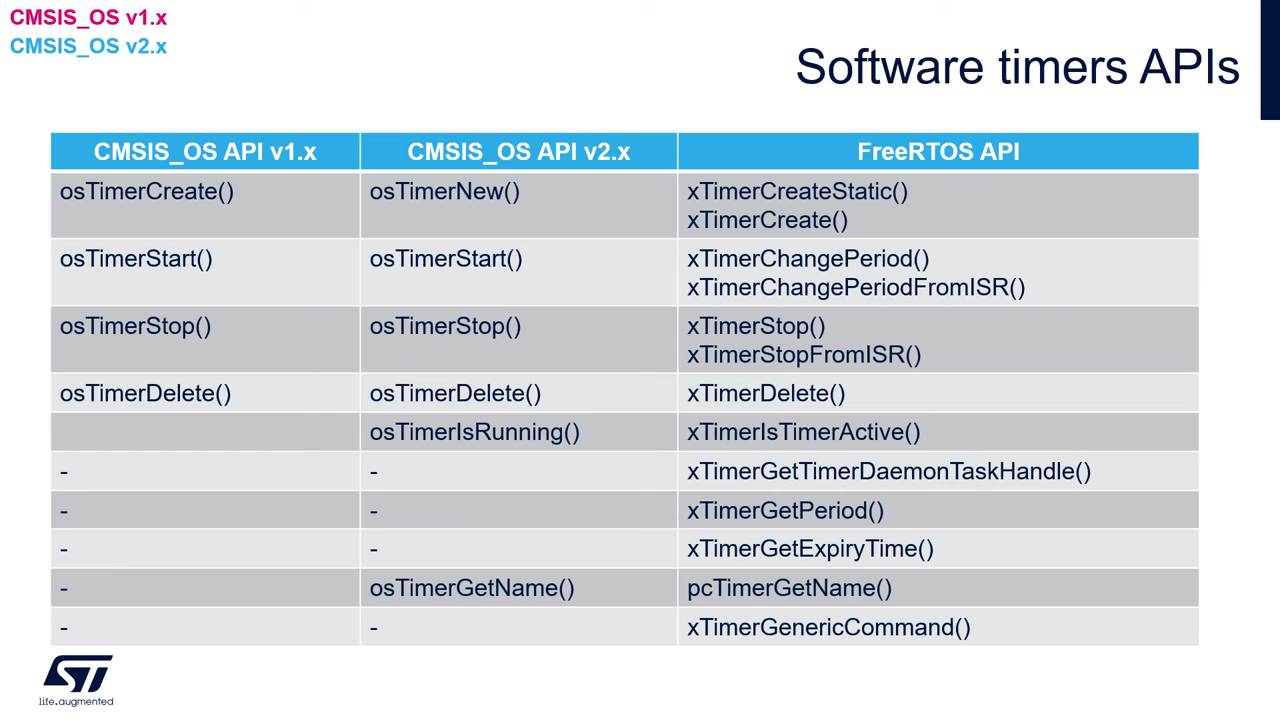 CMSIS_OS v1.x
CMSIS_OS v2.x
Software timers APIs
CMSIS_OS API v1.x CMSIS_OS API v2.x FreeRTOS API
osTimerCreate() osTimerNew() xTimerCreateStatic()
xTimerCreate()
osTimerStart() osTimerStart() xTimerChangePeriod()
xTimerChangePeriodFromISR()
osTimerStop() osTimerStop() xTimerStop()
xTimerStopFromISR()
osTimerDelete() osTimerDelete() xTimerDelete()
osTimerIsRunning() xTimerIsTimerActive()
- - xTimerGetTimerDaemonTaskHandle()
- - xTimerGetPeriod()
- - xTimerGetExpiryTime()
- osTimerGetName() pcTimerGetName()
- - xTimerGenericCommand()
ST
life.augmented